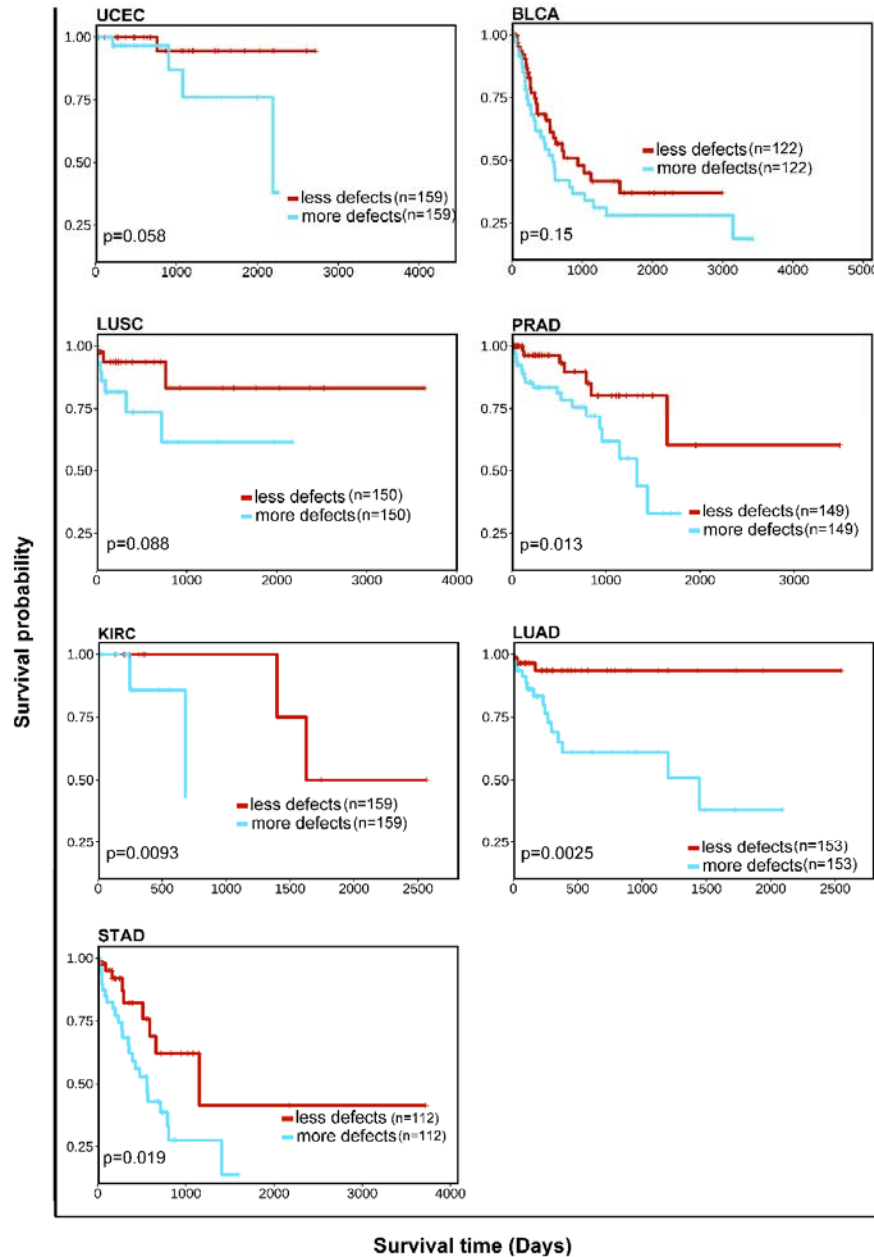 Survival probability
UCEC
1.00
0.75
0.50
0.25
less defects (n=159)
more defects (n=159)
p=0.058
0 1000 2000 3000 4000
BLCA
1.00
0.75
0.50
0.25
less defects (n=122)
more defects (n=122)
p=0.15
0 1000 2000 3000 4000 5000
LUSC
1.00
0.75
0.50
0.25
less defects (n=150)
more defects (n=150)
p=0.088
0 1000 2000 3000 4000
PRAD
1.00
0.75
0.50
0.25
less defects (n=149)
more defects (n=149)
p=0.013
0 1000 2000 3000
KIRC
1.00
0.75
0.50
0.25
less defects (n=159)
more defects (n=159)
p=0.0093
0 500 1000 1500 2000 2500
LUAD
1.00
0.75
0.50
0.25
less defects (n=153)
more defects (n=153)
p=0.0025
0 500 1000 1500 2000 2500
STAD
1.00
0.75
0.50
0.25
less defects (n=112)
more defects (n=112)
p=0.019
0 1000 2000 3000 4000
Survival time (Days)